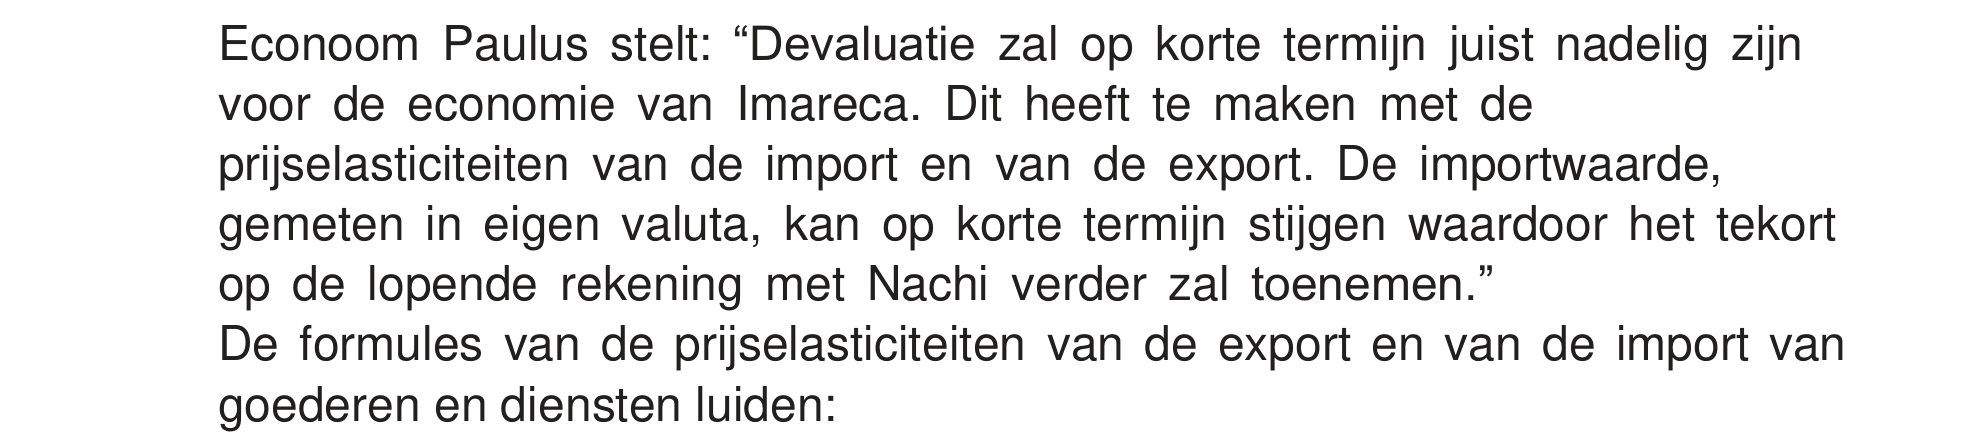 Econoom Paulus stelt: “Devaluatie zal op korte termijn juist nadelig zijn
voor de economie van Imareca. Dit heeft te maken met de
prijselasticiteiten van de import en van de export. De importwaarde,
gemeten in eigen valuta, kan op korte termijn stijgen waardoor het tekort
op de lopende rekening met Nachi verder zal toenemen.”
De formules van de prijselasticiteiten van de export en van de import van
goederen en diensten luiden: